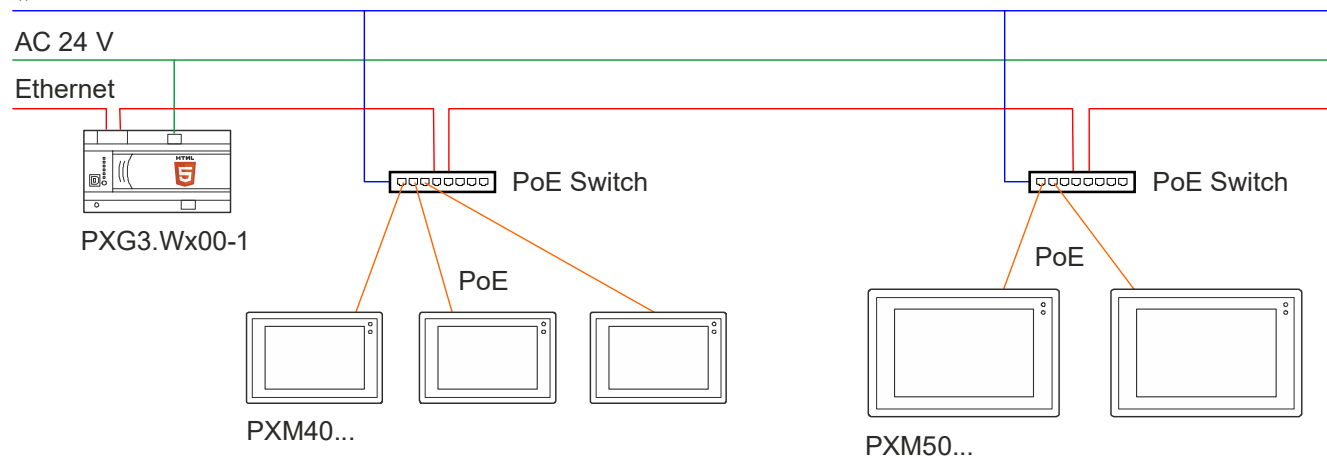 AC 24 V
Ethernet
HTML
5
PXG3.Wx00-1
PoE Switch
PoE Switch
PoE
PoE
PXM40...
PXM50...